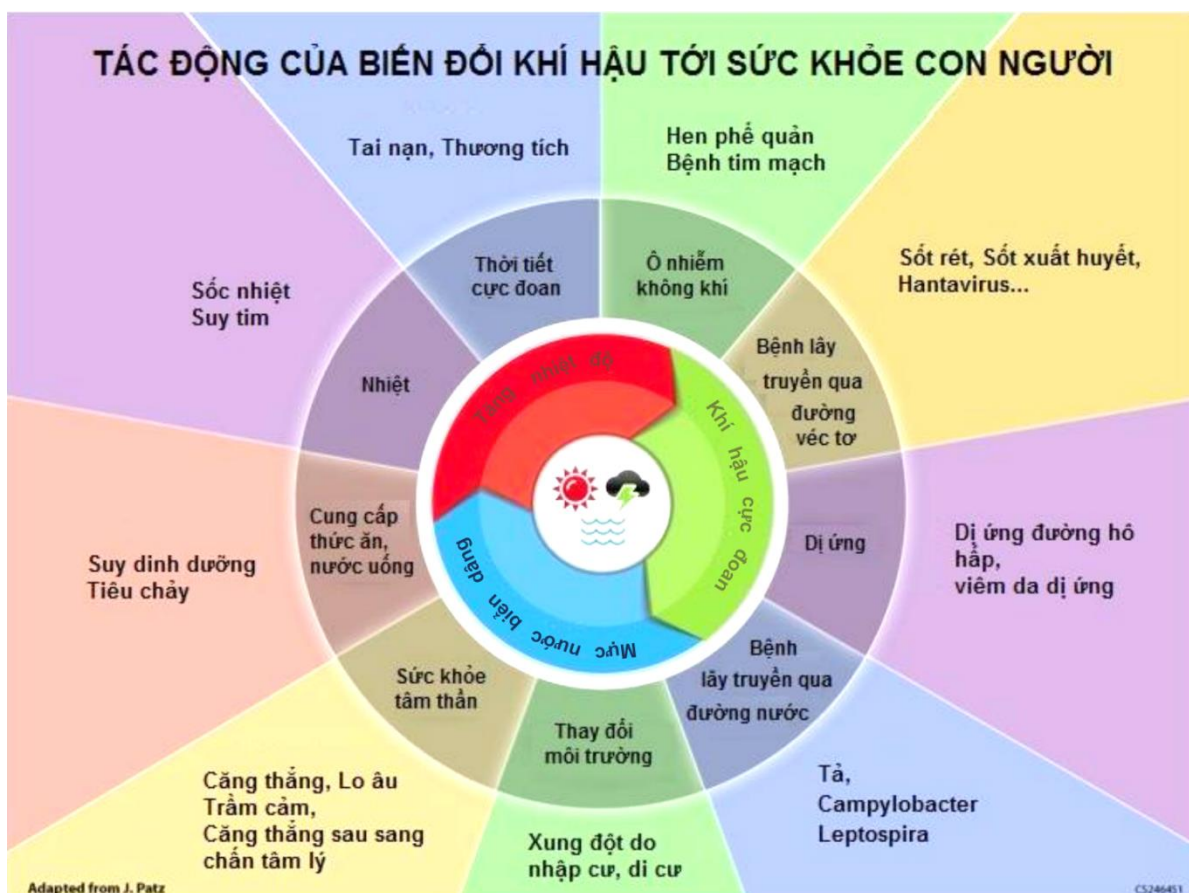 TÁC ĐỘNG CỦA BIẾN ĐỔI KHÍ HẬU TỚI SỨC KHỎE CON NGƯỜI
Tai nạn, Thương tích
Hen phế quản
Bệnh tim mạch
Sốt rét, Sốt xuất huyết,
Hantavirus...
Dị ứng đường hô
hấp,
viêm da dị ứng
Tả,
Campylobacter
Leptospira
Xung đột do
nhập cư, di cư
Căng thẳng, Lo âu
Trầm cảm,
Căng thẳng sau sang
chấn tâm lý
Suy dinh dưỡng
Tiêu chảy
Sốc nhiệt
Suy tim
Thời tiết
cực đoan
Ô nhiễm
không khí
Bệnh lây
truyền qua
đường
véc tơ
Dị ứng
Bệnh
lây truyền qua
đường nước
Thay đổi
môi trường
Sức khỏe
tâm thần
Cung cấp
thức ăn,
nước uống
Nhiệt
Tăng nhiệt độ
Khí hậu cực đoan
Mực nước biển dâng
Adapted from J. Patz
CS246451